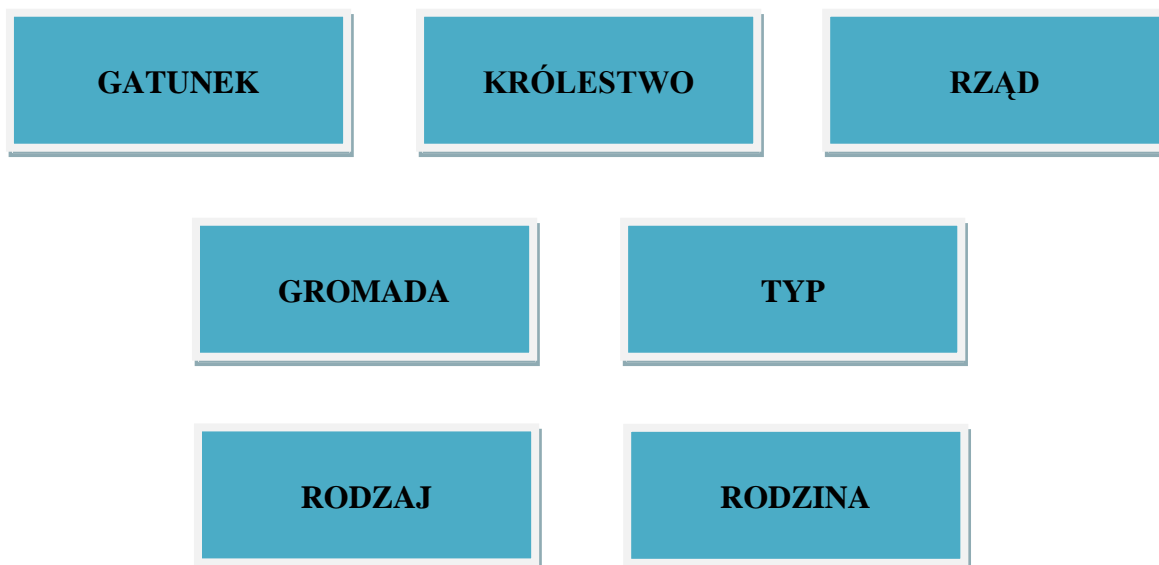 GATUNEK
KRÓLESTWO
RZĄD
GROMADA
TYP
RODZAJ
RODZINA